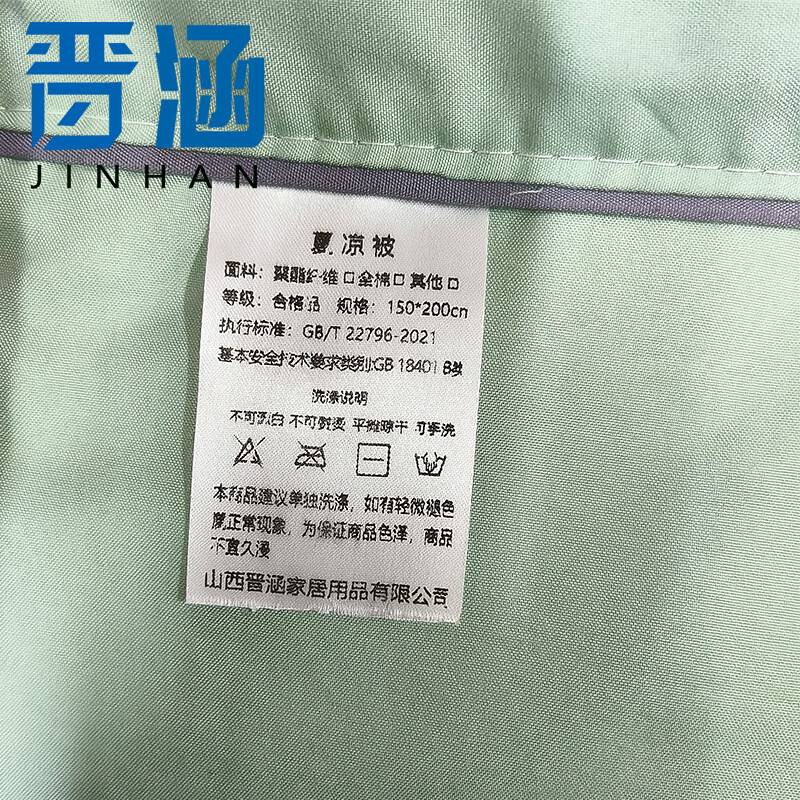 晋涵
JINHAN
夏凉被
面料：聚酯纤维口全棉口其他口
等级：合格品 规格：150*200cm
执行标准：GB/T 22796-2021
基本安全技术要求类别:GB 18401 B类
洗涤说明
不可漂白 不可熨烫 平摊晾干 可手洗
本商品建议单独洗涤，如有轻微褪色
属正常现象，为保证商品色泽，商品
不宜久浸
山西晋涵家居用品有限公司